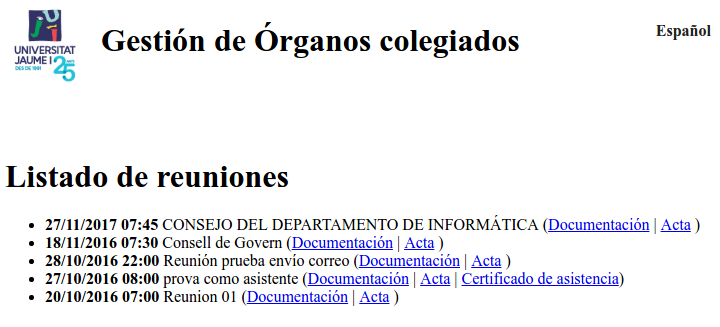 UNIVERSITAT
JAUME I
DES DE 1991
25
ANYS
Gestión de Órganos colegiados
Español
Listado de reuniones
27/11/2017 07:45 CONSEJO DEL DEPARTAMENTO DE INFORMÁTICA (Documentación | Acta )
18/11/2016 07:30 Consell de Govern (Documentación | Acta )
28/10/2016 22:00 Reunión prueba envío correo (Documentación | Acta )
27/10/2016 08:00 prova como asistente (Documentación | Acta | Certificado de asistencia)
20/10/2016 07:00 Reunion 01 (Documentación | Acta )